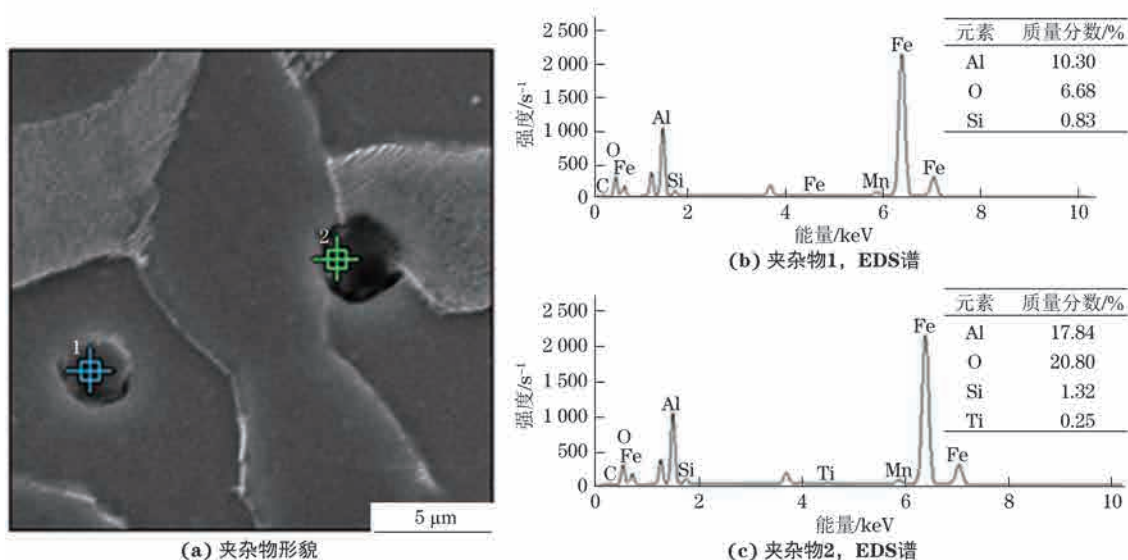 1
2
5 μm
(a) 夹杂物形貌
强度/s⁻¹
2 500
2 000
1 500
1 000
500
0
C
O
Fe
Al
Si
Fe
Mn
Fe
Fe
0 2 4 6 8 10
能量/keV
元素 质量分数/%
Al 10.30
O 6.68
Si 0.83
(b) 夹杂物1，EDS谱
强度/s⁻¹
2 500
2 000
1 500
1 000
500
0
C
O
Fe
Al
Si
Ti
Mn
Fe
Fe
0 2 4 6 8 10
能量/keV
元素 质量分数/%
Al 17.84
O 20.80
Si 1.32
Ti 0.25
(c) 夹杂物2，EDS谱